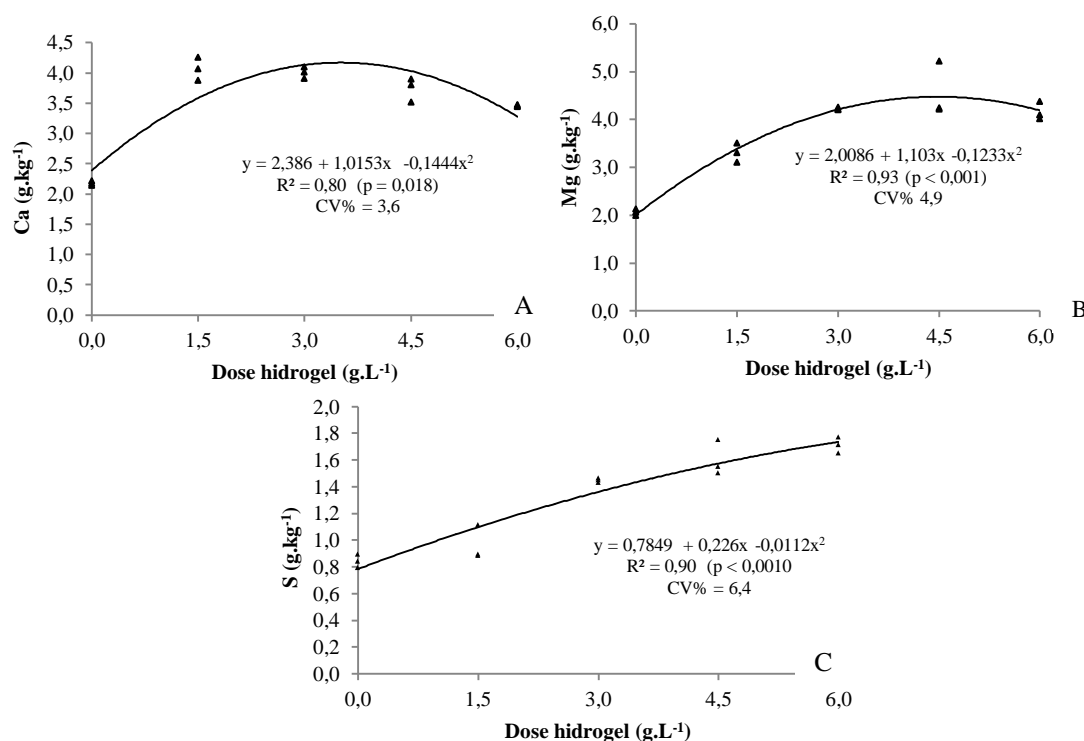 4,5
4,0
3,5
3,0
2,5
2,0
1,5
1,0
0,5
0,0
Ca (g.kg⁻¹)
y = 2,386 + 1,0153x -0,1444x²
R² = 0,80 (p = 0,018)
CV% = 3,6
A
0,0 1,5 3,0 4,5 6,0
Dose hidrogel (g.L⁻¹)
6,0
5,0
4,0
3,0
2,0
1,0
0,0
Mg (g.kg⁻¹)
y = 2,0086 + 1,103x -0,1233x²
R² = 0,93 (p < 0,001)
CV% 4,9
B
0,0 1,5 3,0 4,5 6,0
Dose hidrogel (g.L⁻¹)
2,0
1,8
1,6
1,4
1,2
1,0
0,8
0,6
0,4
0,2
0,0
S (g.kg⁻¹)
y = 0,7849 + 0,226x -0,0112x²
R² = 0,90 (p < 0,0010
CV% = 6,4
C
0,0 1,5 3,0 4,5 6,0
Dose hidrogel (g.L⁻¹)